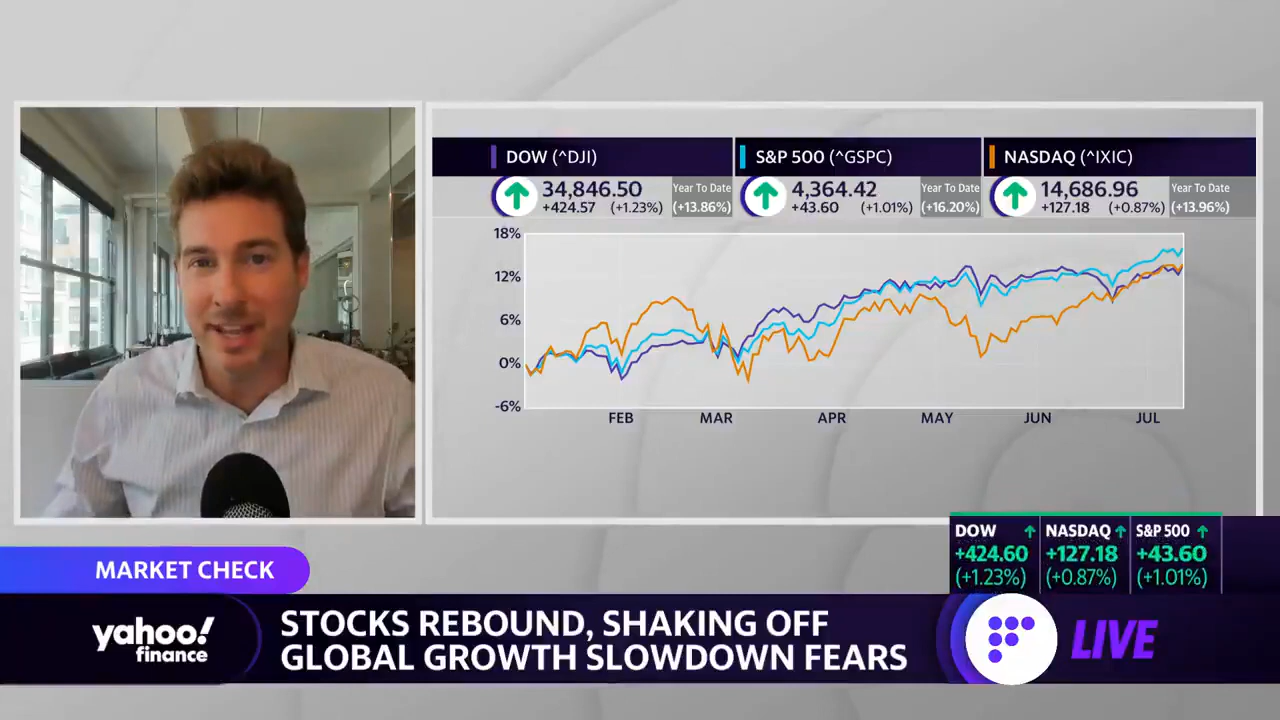 DOW (^DJI)
34,846.50
+424.57 (+1.23%)
Year To Date
(+13.86%)
S&P 500 (^GSPC)
4,364.42
+43.60 (+1.01%)
Year To Date
(+16.20%)
NASDAQ (^IXIC)
14,686.96
+127.18 (+0.87%)
Year To Date
(+13.96%)
18%
12%
6%
0%
-6%
FEB MAR APR MAY JUN JUL
DOW
+424.60
(+1.23%)
NASDAQ
+127.18
(+0.87%)
S&P 500
+43.60
(+1.01%)
MARKET CHECK
yahoo!
finance
STOCKS REBOUND, SHAKING OFF
GLOBAL GROWTH SLOWDOWN FEARS
LIVE